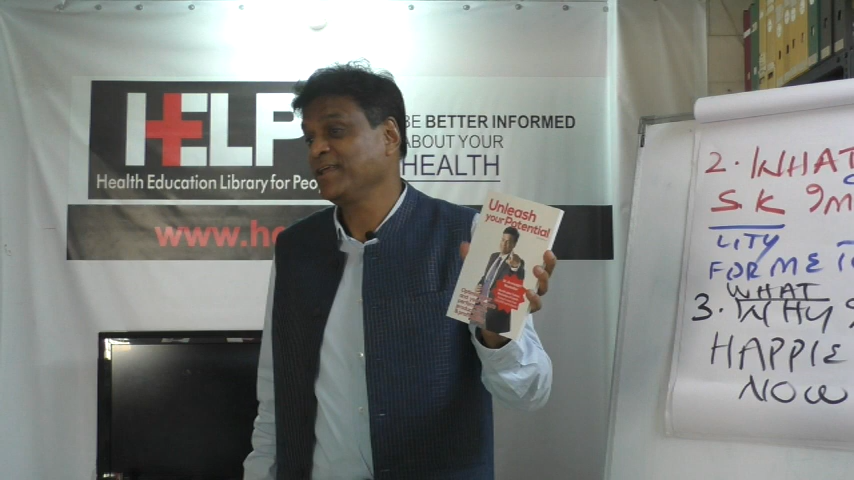 HELP
Health Education Library for Peo
BE BETTER INFORMED
ABOUT YOUR
HEALTH
www.he
Unleash
your Potential
2. WHAT
SK
LITY
FOR ME T
WHAT
3. WHY
HAPPIE
NOW